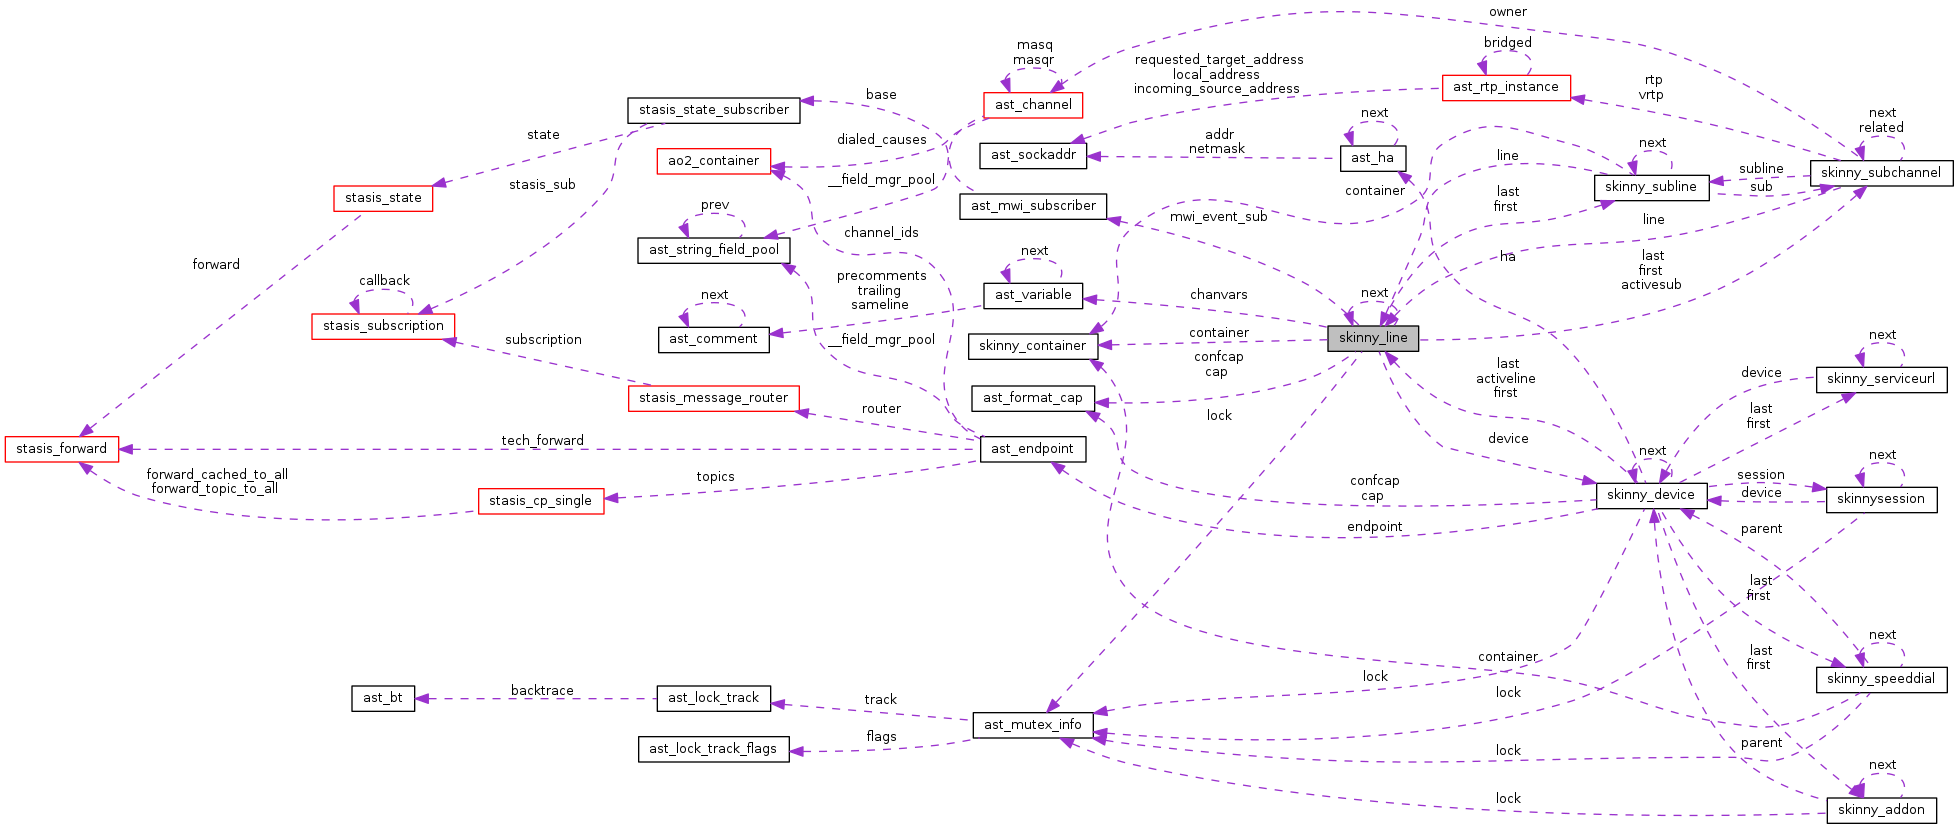 owner
masq
masqr
bridged
requested_target_address
local_address
incoming_source_address
rtp
vrtp
base
ast_channel
ast_rtp_instance
stasis_state_subscriber
next
next
related
state
dialed_causes
addr
netmask
next
ao2_container
ast_sockaddr
ast_ha
line
subline
skinny_subchannel
stasis_sub
__field_mgr_pool
container
last
first
skinny_subline
sub
stasis_state
prev
ast_mwi_subscriber
mwi_event_sub
line
channel_ids
ast_string_field_pool
next
ha
last
first
activesub
forward
callback
precomments
trailing
sameline
next
ast_variable
chanvars
next
stasis_subscription
ast_comment
skinny_container
container
skinny_line
next
subscription
__field_mgr_pool
confcap
cap
last
activeline
first
device
skinny_serviceurl
stasis_message_router
ast_format_cap
router
lock
last
first
stasis_forward
tech_forward
ast_endpoint
device
next
next
forward_cached_to_all
forward_topic_to_all
topics
stasis_cp_single
confcap
cap
skinny_device
session
device
skinnysession
endpoint
parent
last
first
next
container
lock
last
first
skinny_speeddial
ast_bt
backtrace
ast_lock_track
track
lock
ast_mutex_info
flags
ast_lock_track_flags
lock
parent
next
lock
skinny_addon